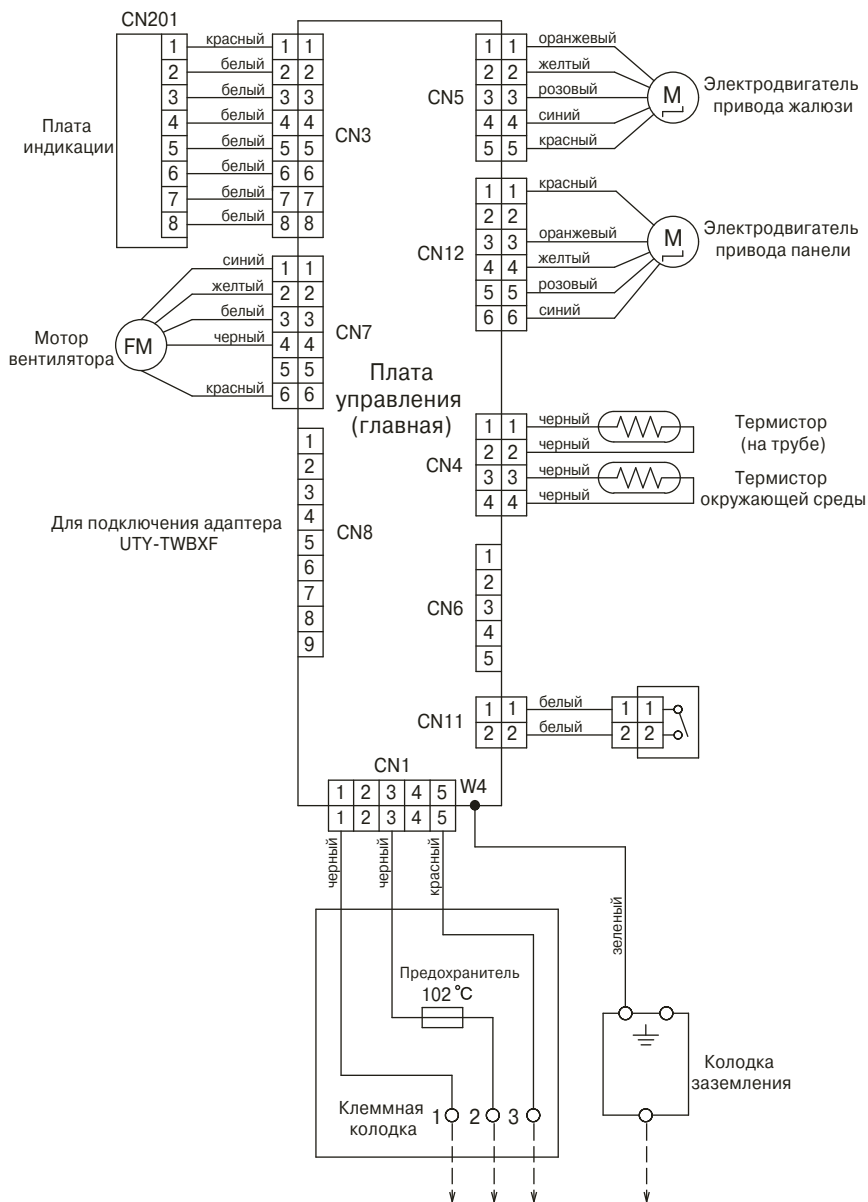 CN201
1 красный 1 1
2 белый 2 2
3 белый 3 3
4 белый 4 4
5 белый 5 5
6 белый 6 6
7 белый 7 7
8 белый 8 8
Плата
индикации
CN3
1 1 оранжевый
2 2 желтый
3 3 розовый
4 4 синий
5 5 красный
CN5
M
Электродвигатель
привода жалюзи
1 1 красный
2 2
3 3 оранжевый
4 4 желтый
5 5 розовый
6 6 синий
CN12
M
Электродвигатель
привода панели
синий 1 1
желтый 2 2
белый 3 3
черный 4 4
5 5
красный 6 6
Мотор
вентилятора
FM
CN7
Плата
управления
(главная)
1 1 черный
2 2 черный
3 3 черный
4 4 черный
CN4
Термистор
(на трубе)
Термистор
окружающей среды
1
2
3
4
5
6
7
8
9
Для подключения адаптера
UTY-TWBXF
CN8
1
2
3
4
5
CN6
CN11
1 1 белый 1 1
2 2 белый 2 2
CN1
1 2 3 4 5
1 2 3 4 5
W4
черный
черный
красный
зеленый
Предохранитель
102 °C
Клеммная
колодка
1 2 3
Колодка
заземления